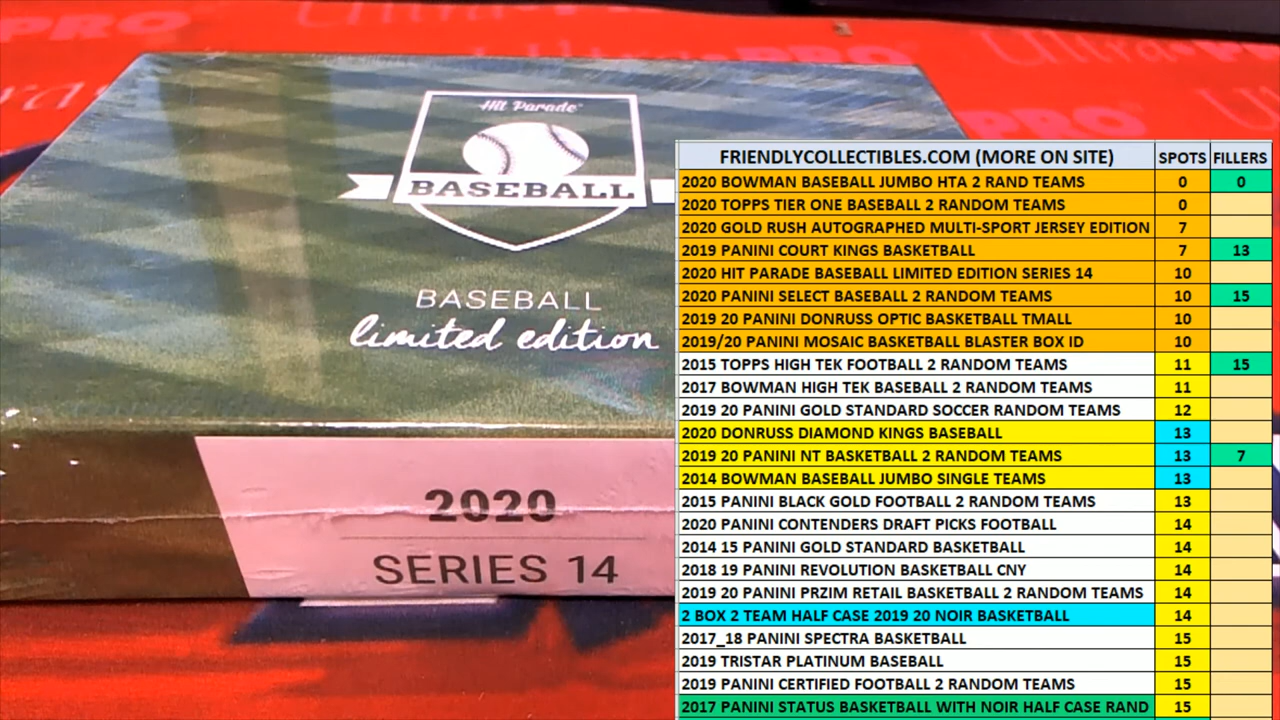 PRO
Ultra PRO
Hit Parade
BASEBALL
BASEBALL
limited edition
2020
SERIES 14
FRIENDLYCOLLECTIBLES.COM (MORE ON SITE) SPOTS FILLERS
2020 BOWMAN BASEBALL JUMBO HTA 2 RAND TEAMS 0 0
2020 TOPPS TIER ONE BASEBALL 2 RANDOM TEAMS 0
2020 GOLD RUSH AUTOGRAPHED MULTI-SPORT JERSEY EDITION 7
2019 PANINI COURT KINGS BASKETBALL 7 13
2020 HIT PARADE BASEBALL LIMITED EDITION SERIES 14 10
2020 PANINI SELECT BASEBALL 2 RANDOM TEAMS 10 15
2019 20 PANINI DONRUSS OPTIC BASKETBALL TMALL 10
2019/20 PANINI MOSAIC BASKETBALL BLASTER BOX ID 10
2015 TOPPS HIGH TEK FOOTBALL 2 RANDOM TEAMS 11 15
2017 BOWMAN HIGH TEK BASEBALL 2 RANDOM TEAMS 11
2019 20 PANINI GOLD STANDARD SOCCER RANDOM TEAMS 12
2020 DONRUSS DIAMOND KINGS BASEBALL 13
2019 20 PANINI NT BASKETBALL 2 RANDOM TEAMS 13 7
2014 BOWMAN BASEBALL JUMBO SINGLE TEAMS 13
2015 PANINI BLACK GOLD FOOTBALL 2 RANDOM TEAMS 13
2020 PANINI CONTENDERS DRAFT PICKS FOOTBALL 14
2014 15 PANINI GOLD STANDARD BASKETBALL 14
2018 19 PANINI REVOLUTION BASKETBALL CNY 14
2019 20 PANINI PRZIM RETAIL BASKETBALL 2 RANDOM TEAMS 14
2 BOX 2 TEAM HALF CASE 2019 20 NOIR BASKETBALL 14
2017_18 PANINI SPECTRA BASKETBALL 15
2019 TRISTAR PLATINUM BASEBALL 15
2019 PANINI CERTIFIED FOOTBALL 2 RANDOM TEAMS 15
2017 PANINI STATUS BASKETBALL WITH NOIR HALF CASE RAND 15